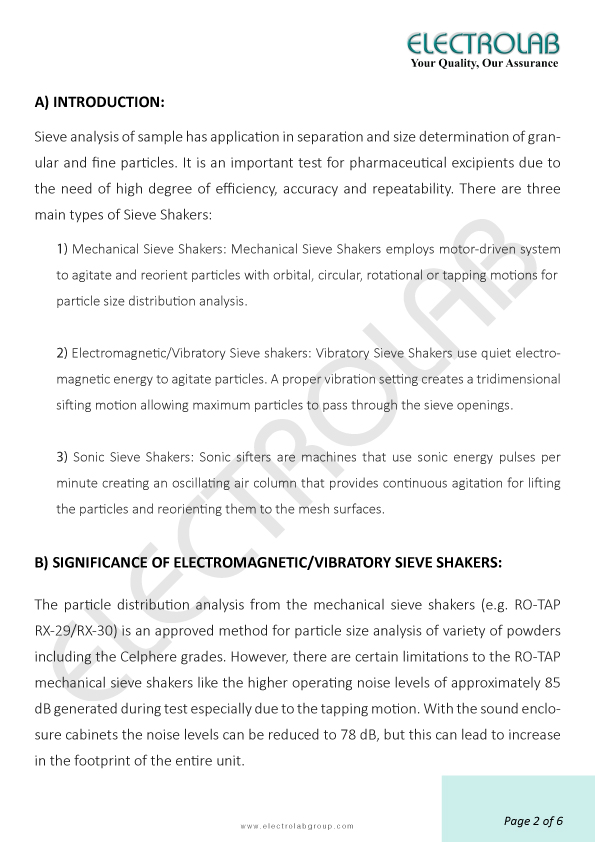 ELECTROLAB
Your Quality, Our Assurance
A) INTRODUCTION:
Sieve analysis of sample has application in separation and size determination of gran-
ular and fine particles. It is an important test for pharmaceutical excipients due to
the need of high degree of efficiency, accuracy and repeatability. There are three
main types of Sieve Shakers:
1) Mechanical Sieve Shakers: Mechanical Sieve Shakers employs motor-driven system
to agitate and reorient particles with orbital, circular, rotational or tapping motions for
particle size distribution analysis.
2) Electromagnetic/Vibratory Sieve shakers: Vibratory Sieve Shakers use quiet electro-
magnetic energy to agitate particles. A proper vibration setting creates a tridimensional
sifting motion allowing maximum particles to pass through the sieve openings.
3) Sonic Sieve Shakers: Sonic sifters are machines that use sonic energy pulses per
minute creating an oscillating air column that provides continuous agitation for lifting
the particles and reorienting them to the mesh surfaces.
B) SIGNIFICANCE OF ELECTROMAGNETIC/VIBRATORY SIEVE SHAKERS:
The particle distribution analysis from the mechanical sieve shakers (e.g. RO-TAP
RX-29/RX-30) is an approved method for particle size analysis of variety of powders
including the Celphere grades. However, there are certain limitations to the RO-TAP
mechanical sieve shakers like the higher operating noise levels of approximately 85
dB generated during test especially due to the tapping motion. With the sound enclo-
sure cabinets the noise levels can be reduced to 78 dB, but this can lead to increase
in the footprint of the entire unit.
ELECTROLAB
www.electrolabgroup.com
Page 2 of 6